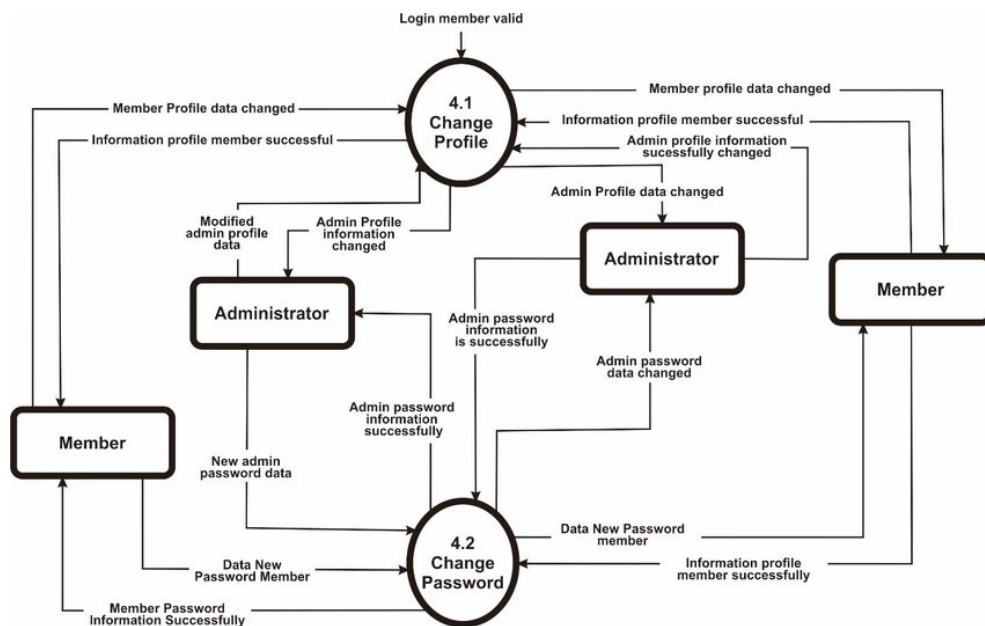 Login member valid
4.1
Change
Profile
Member Profile data changed
Member profile data changed
Information profile member successful
Information profile member successful
Admin profile information
sucessfully changed
Admin Profile data changed
Modified
admin profile
data
Admin Profile
information
changed
Administrator
Member
Administrator
Admin password
information
is successfully
Admin password
data changed
Admin password
information
successfully
Member
New admin
password data
4.2
Change
Password
Data New Password
member
Data New
Password Member
Information profile
member successfully
Member Password
Information Successfully